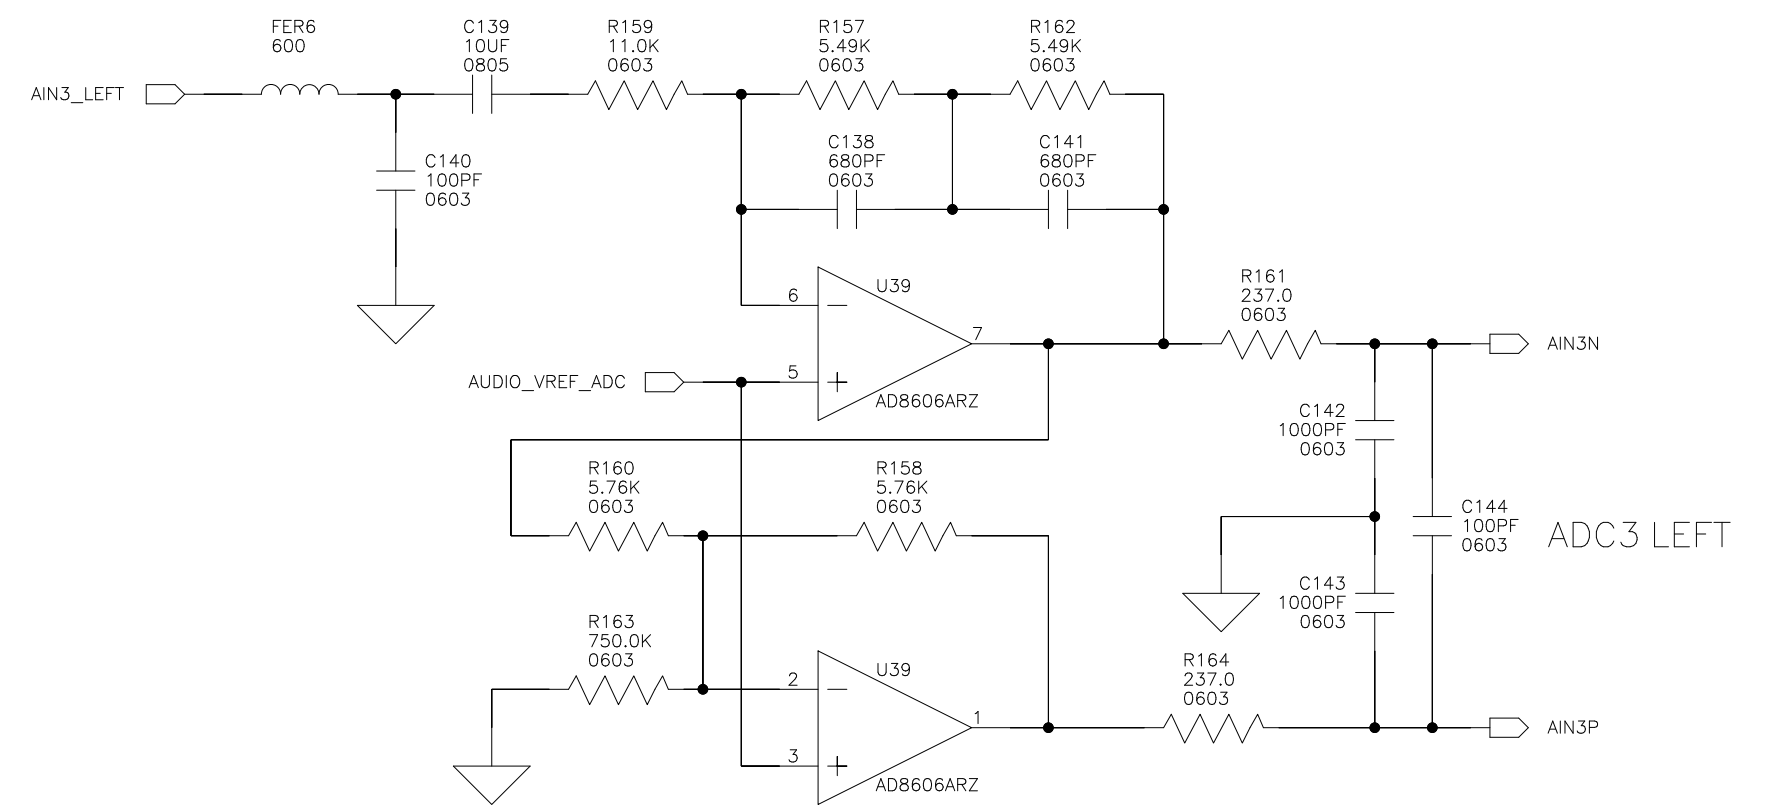 FER6
600
C139
10UF
0805
R159
11.0K
0603
R157
5.49K
0603
R162
5.49K
0603
AIN3_LEFT
C140
100PF
0603
C138
680PF
0603
C141
680PF
0603
U39
6
7
5
AD8606ARZ
AUDIO_VREF_ADC
R161
237.0
0603
AIN3N
C142
1000PF
0603
R160
5.76K
0603
R158
5.76K
0603
C144
100PF
0603
ADC3 LEFT
C143
1000PF
0603
R163
750.0K
0603
U39
2
1
3
AD8606ARZ
R164
237.0
0603
AIN3P